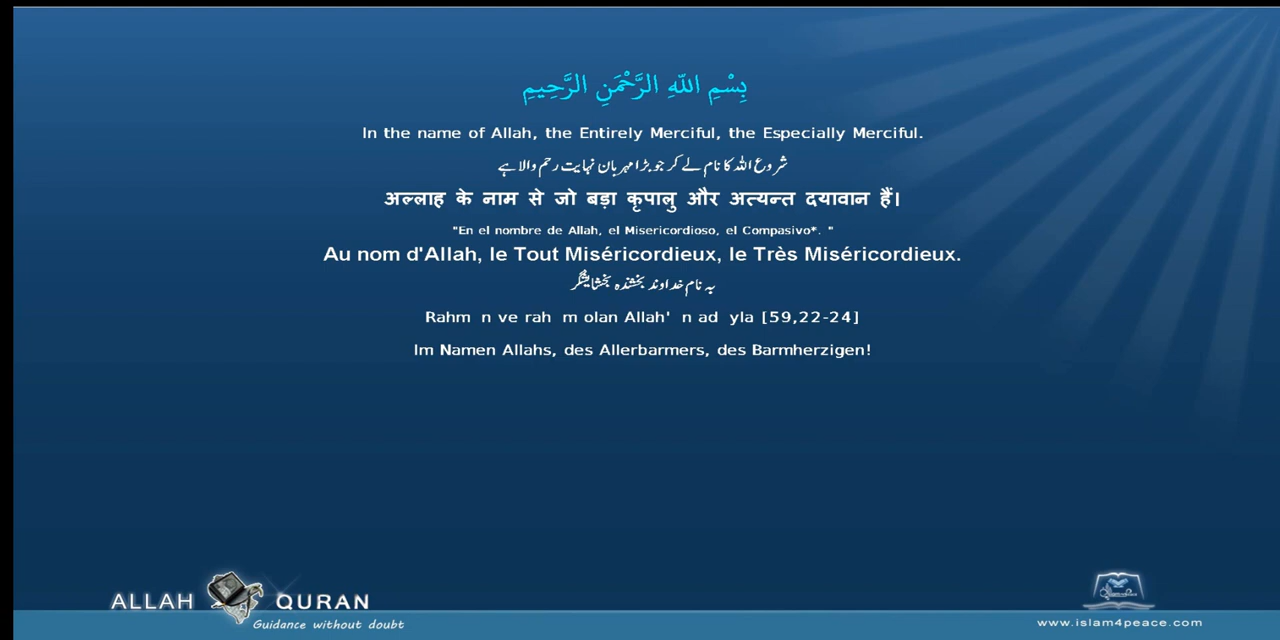 بِسْمِ اللّٰهِ الرَّحْمَنِ الرَّحِيمِ
In the name of Allah, the Entirely Merciful, the Especially Merciful.
شروع اللہ کا نام لے کر جو بڑا مہربان نہایت رحم والا ہے
अल्लाह के नाम से जो बड़ा कृपालु और अत्यन्त दयावान हैं।
"En el nombre de Allah, el Misericordioso, el Compasivo*. "
Au nom d'Allah, le Tout Miséricordieux, le Très Miséricordieux.
به نام خداوند بخشنده بخشایشگر
Rahm n ve rah m olan Allah' n ad yla [59,22-24]
Im Namen Allahs, des Allerbarmers, des Barmherzigen!
ALLAH QURAN
Guidance without doubt
www.islam4peace.com